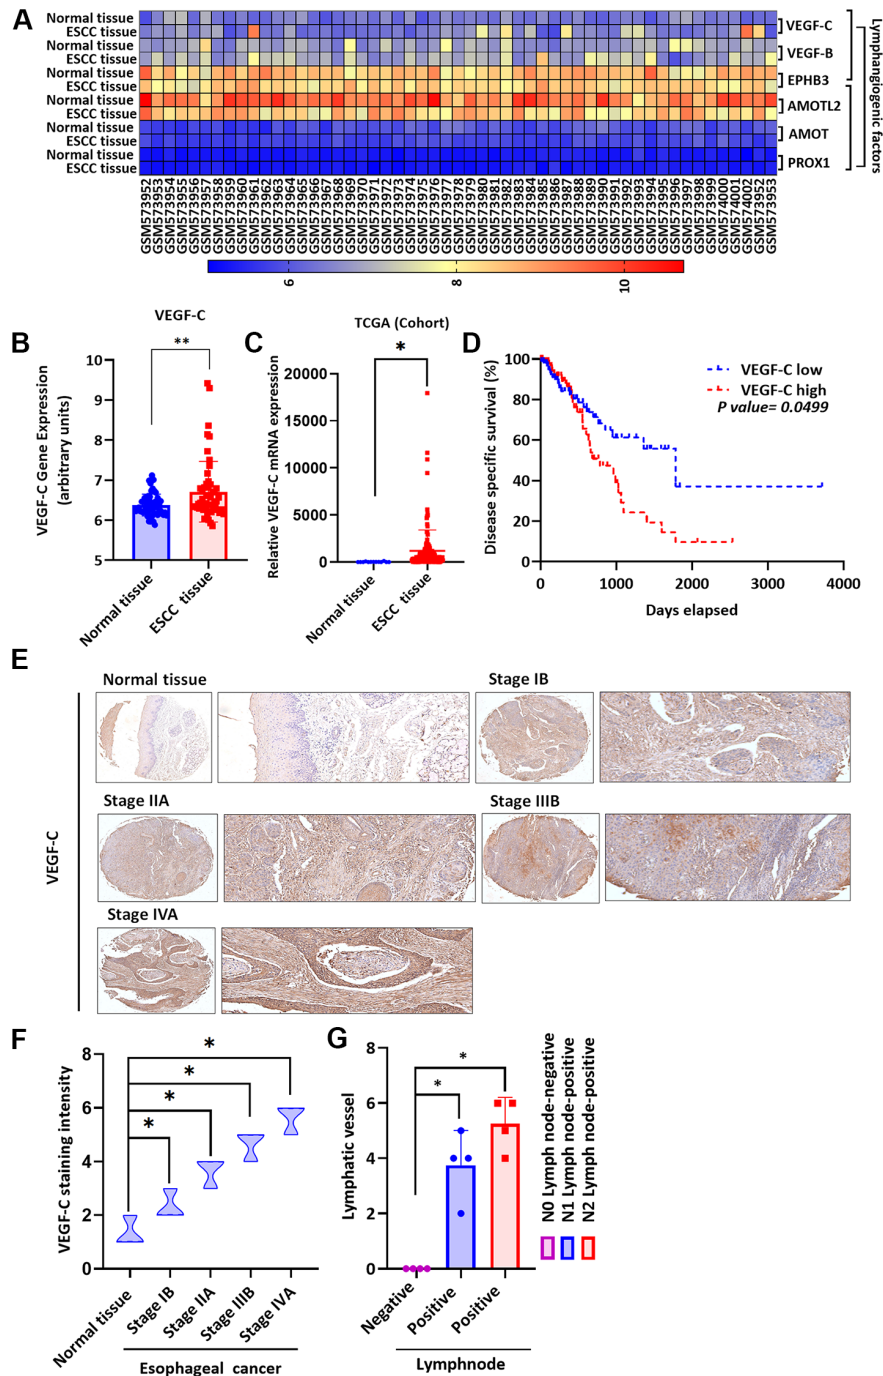 A
Normal tissue
ESCC tissue
Normal tissue
ESCC tissue
Normal tissue
ESCC tissue
Normal tissue
ESCC tissue
Normal tissue
ESCC tissue
Normal tissue
ESCC tissue
VEGF-C
VEGF-B
EPHB3
AMOTL2
AMOT
PROX1
Lymphangiogenic factors
GSM573952
GSM573953
GSM573954
GSM573955
GSM573956
GSM573957
GSM573958
GSM573959
GSM573960
GSM573961
GSM573962
GSM573963
GSM573964
GSM573965
GSM573966
GSM573967
GSM573968
GSM573969
GSM573970
GSM573971
GSM573972
GSM573973
GSM573974
GSM573975
GSM573976
GSM573977
GSM573978
GSM573979
GSM573980
GSM573981
GSM573982
GSM573983
GSM573984
GSM573985
GSM573986
GSM573987
GSM573988
GSM573989
GSM573990
GSM573991
GSM573992
GSM573993
GSM573994
GSM573995
GSM573996
GSM573997
GSM573998
GSM573999
GSM574000
GSM574001
GSM574002
GSM573952
GSM573953
6
8
10
B
VEGF-C
**
VEGF-C Gene Expression
(arbitrary units)
10
9
8
7
6
5
Normal tissue
ESCC tissue
C
TCGA (Cohort)
*
Relative VEGF-C mRNA expression
20000
15000
10000
5000
0
Normal tissue
ESCC tissue
D
Disease specific survival (%)
100
80
60
40
20
0
0 1000 2000 3000 4000
Days elapsed
VEGF-C low
VEGF-C high
P value= 0.0499
E
VEGF-C
Normal tissue
Stage IB
Stage IIA
Stage IIIB
Stage IVA
F
VEGF-C staining intensity
8
6
4
2
0
*
*
*
*
Normal tissue
Stage IB
Stage IIA
Stage IIIB
Stage IVA
Esophageal cancer
G
Lymphatic vessel
8
6
4
2
0
*
*
Negative
Positive
Positive
Lymphnode
N0 Lymph node-negative
N1 Lymph node-positive
N2 Lymph node-positive